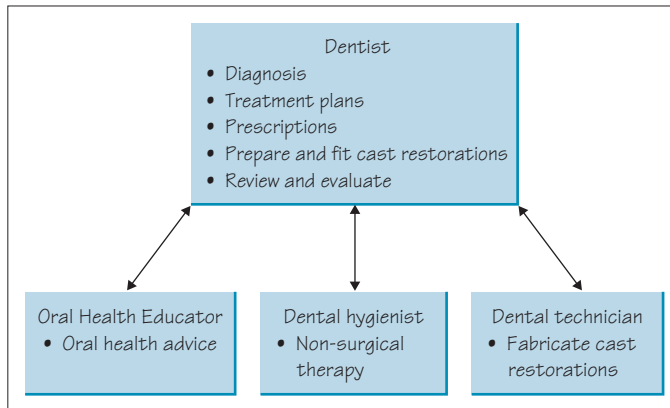 Dentist
• Diagnosis
• Treatment plans
• Prescriptions
• Prepare and fit cast restorations
• Review and evaluate
Oral Health Educator
• Oral health advice
Dental hygienist
• Non-surgical
therapy
Dental technician
• Fabricate cast
restorations